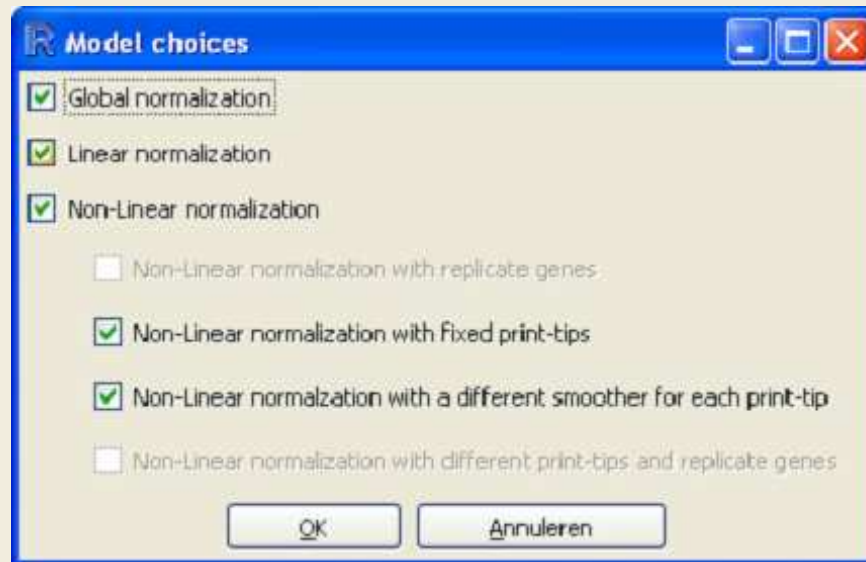 Model choices
Global normalization
Linear normalization
Non-Linear normalization
Non-Linear normalization with replicate genes
Non-Linear normalization with fixed print-tips
Non-Linear normalzation with a different smoother for each print-tip
Non-Linear normalization with different print-tips and replicate genes
OK
Annuleren